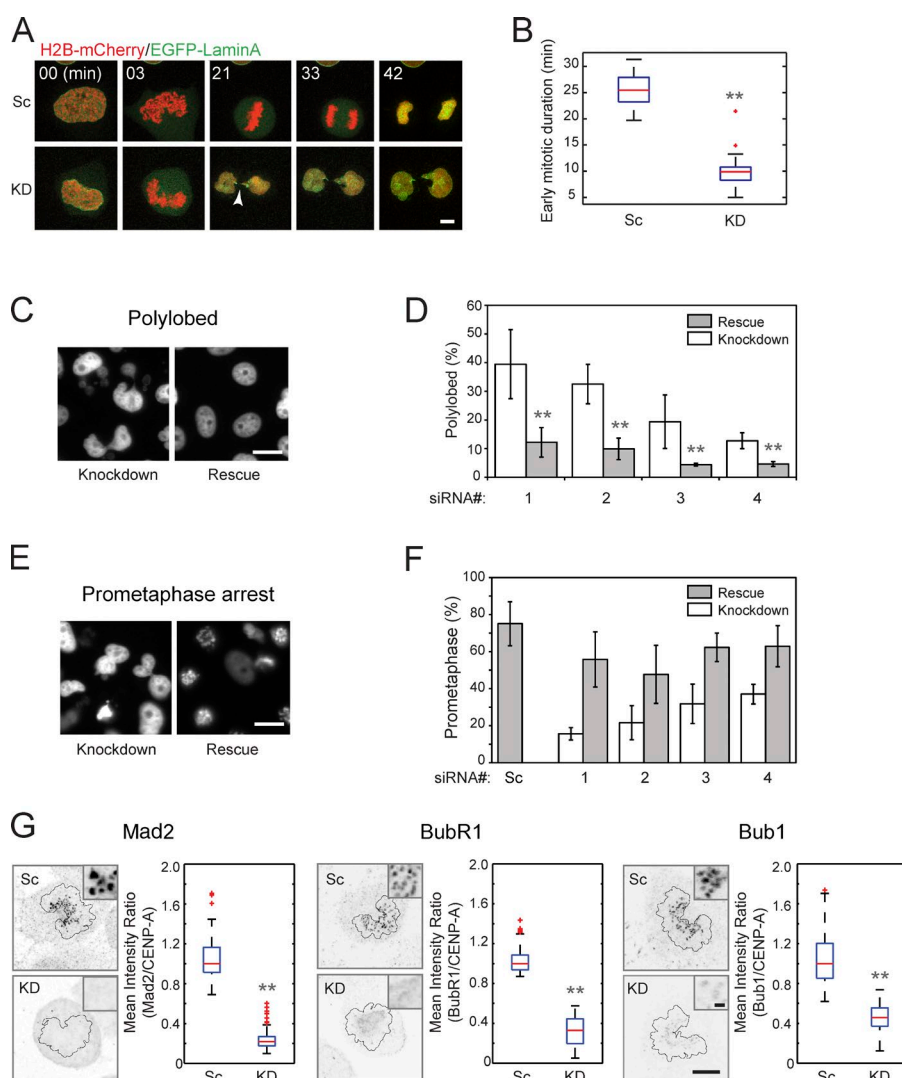 A
H2B-mCherry/EGFP-LaminA
00 (min) 03 21 33 42
Sc
KD
B
Early mitotic duration (min)
30
25
20
15
10
5
**
Sc KD
C
Polylobed
Knockdown Rescue
D
Polylobed (%)
60
50
40
30
20
10
0
Rescue
Knockdown
** ** ** **
siRNA#: 1 2 3 4
E
Prometaphase arrest
Knockdown Rescue
F
Prometaphase (%)
100
80
60
40
20
0
Rescue
Knockdown
siRNA#: Sc 1 2 3 4
G
Mad2
Sc
KD
Mean Intensity Ratio
(Mad2/CENP-A)
2.0
1.6
1.2
0.8
0.4
0
**
Sc KD
BubR1
Sc
KD
Mean Intensity Ratio
(BubR1/CENP-A)
2.0
1.6
1.2
0.8
0.4
0
**
Sc KD
Bub1
Sc
KD
Mean Intensity Ratio
(Bub1/CENP-A)
2.0
1.6
1.2
0.8
0.4
0
**
Sc KD